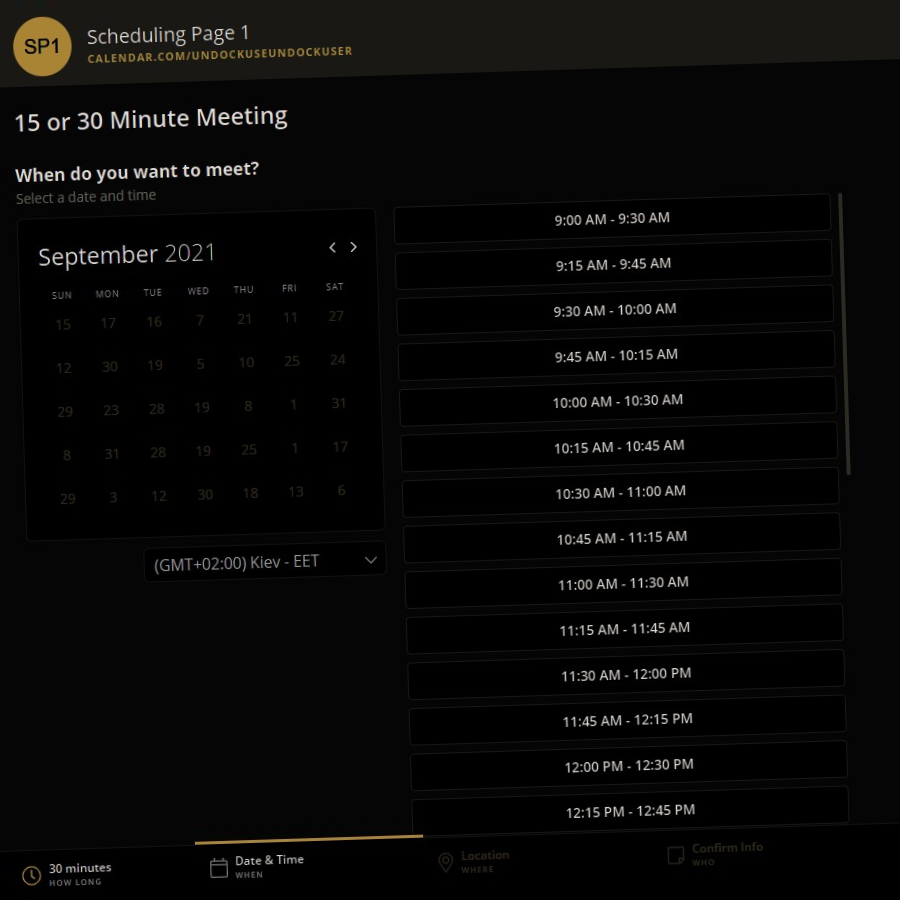 SP1
Scheduling Page 1
CALENDAR.COM/UNDOCKUSEUNDOCKUSER
15 or 30 Minute Meeting
When do you want to meet?
Select a date and time
September 2021
SUN MON TUE WED THU FRI SAT
15 17 16 7 21 11 27
12 30 19 5 10 25 24
29 23 28 19 8 1 31
8 31 28 19 25 1 17
29 3 12 30 18 13 6
(GMT+02:00) Kiev - EET
9:00 AM - 9:30 AM
9:15 AM - 9:45 AM
9:30 AM - 10:00 AM
9:45 AM - 10:15 AM
10:00 AM - 10:30 AM
10:15 AM - 10:45 AM
10:30 AM - 11:00 AM
10:45 AM - 11:15 AM
11:00 AM - 11:30 AM
11:15 AM - 11:45 AM
11:30 AM - 12:00 PM
11:45 AM - 12:15 PM
12:00 PM - 12:30 PM
12:15 PM - 12:45 PM
30 minutes
HOW LONG
Date & Time
WHEN
Location
WHERE
Confirm Info
WHO